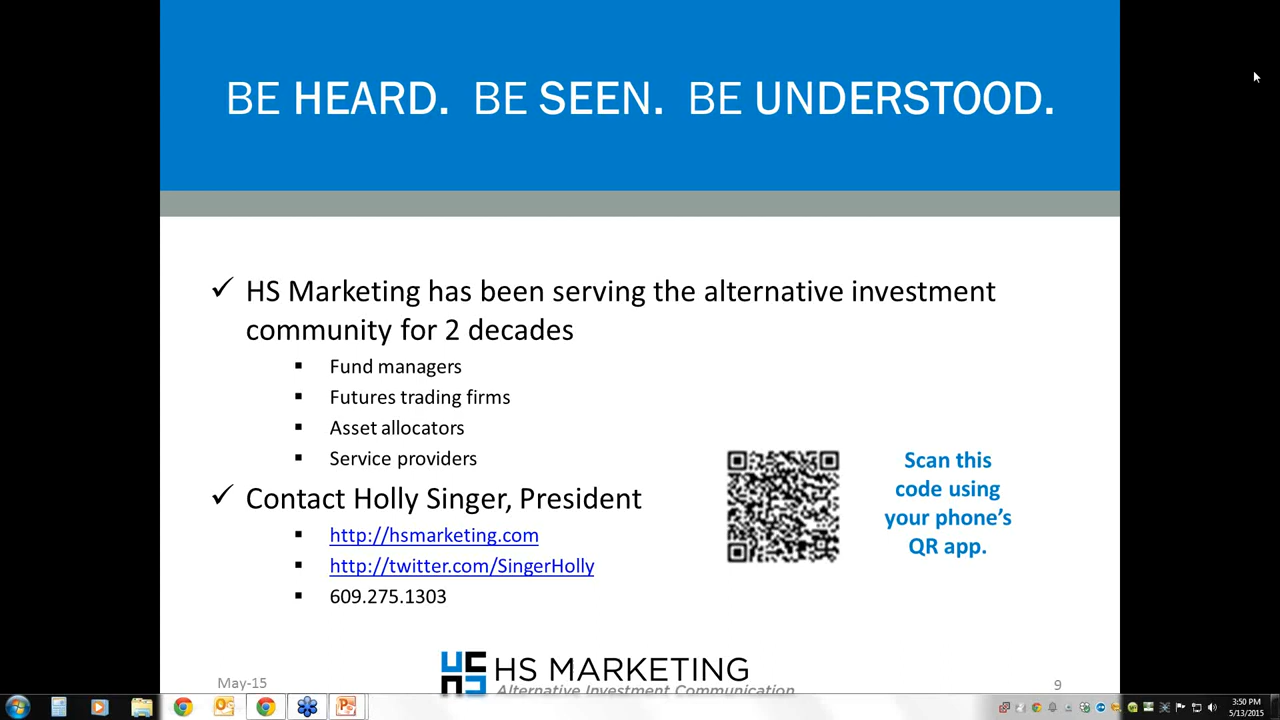 BE HEARD. BE SEEN. BE UNDERSTOOD.
✓ HS Marketing has been serving the alternative investment
community for 2 decades
▪ Fund managers
▪ Futures trading firms
▪ Asset allocators
▪ Service providers
✓ Contact Holly Singer, President
▪ http://hsmarketing.com
▪ http://twitter.com/SingerHolly
▪ 609.275.1303
Scan this
code using
your phone's
QR app.
May-15
HS MARKETING
Alternative Investment Communication
9
3:50 PM
5/13/2015